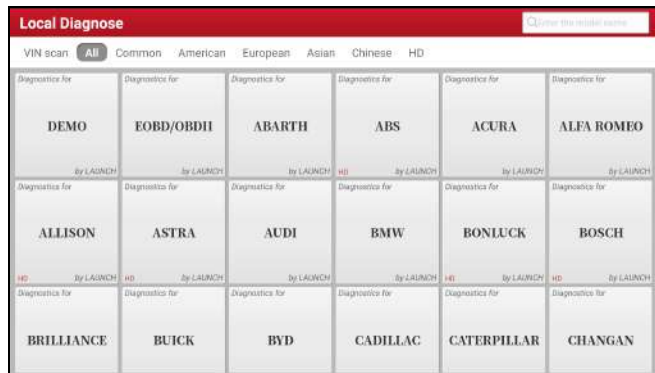 Local Diagnose
Enter the model name
VIN scan All Common American European Asian Chinese HD
Diagnostics for Diagnostics for Diagnostics for Diagnostics for Diagnostics for Diagnostics for
DEMO EOBD/OBDII ABARTH ABS ACURA ALFA ROMEO
by LAUNCH by LAUNCH by LAUNCH HD by LAUNCH by LAUNCH by LAUNCH
Diagnostics for Diagnostics for Diagnostics for Diagnostics for Diagnostics for Diagnostics for
ALLISON ASTRA AUDI BMW BONLUCK BOSCH
HD by LAUNCH HD by LAUNCH by LAUNCH by LAUNCH HD by LAUNCH HD by LAUNCH
Diagnostics for Diagnostics for Diagnostics for Diagnostics for Diagnostics for Diagnostics for
BRILLIANCE BUICK BYD CADILLAC CATERPILLAR CHANGAN